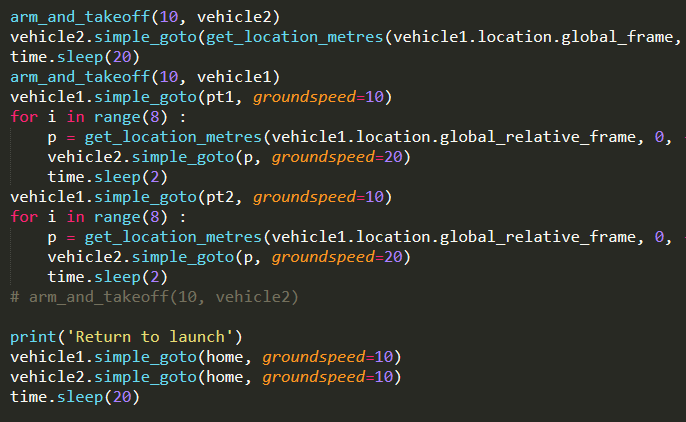 arm_and_takeoff(10, vehicle2)
vehicle2.simple_goto(get_location_metres(vehicle1.location.global_frame,
time.sleep(20)
arm_and_takeoff(10, vehicle1)
vehicle1.simple_goto(pt1, groundspeed=10)
for i in range(8) :
    p = get_location_metres(vehicle1.location.global_relative_frame, 0,
    vehicle2.simple_goto(p, groundspeed=20)
    time.sleep(2)
vehicle1.simple_goto(pt2, groundspeed=10)
for i in range(8) :
    p = get_location_metres(vehicle1.location.global_relative_frame, 0,
    vehicle2.simple_goto(p, groundspeed=20)
    time.sleep(2)
# arm_and_takeoff(10, vehicle2)
print('Return to launch')
vehicle1.simple_goto(home, groundspeed=10)
vehicle2.simple_goto(home, groundspeed=10)
time.sleep(20)